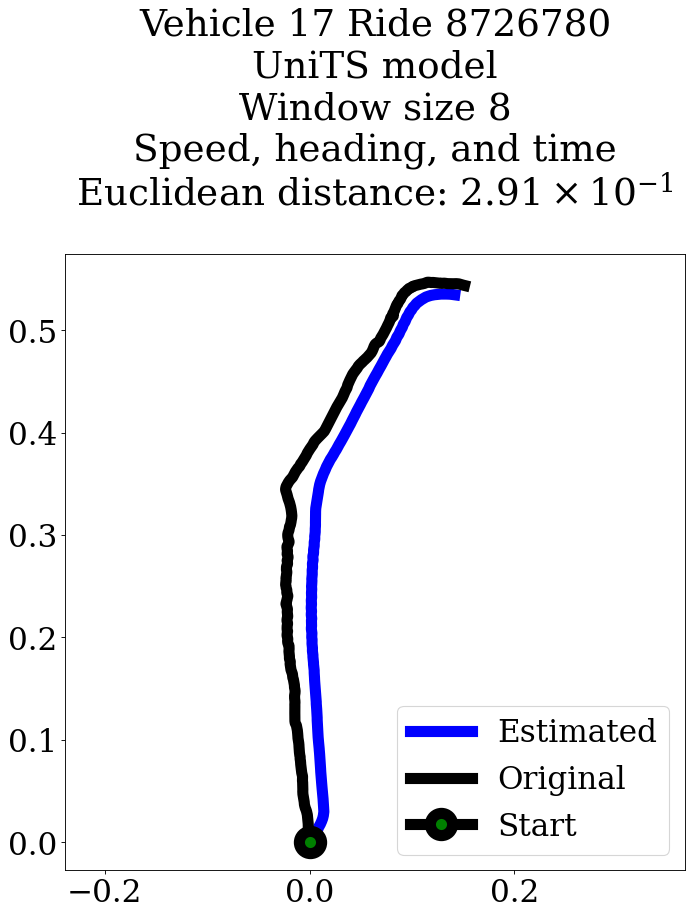 Vehicle 17 Ride 8726780
UniTS model
Window size 8
Speed, heading, and time
Euclidean distance: 2.91 × 10⁻¹
0.5
0.4
0.3
0.2
0.1
0.0
−0.2
0.0
0.2
Estimated
Original
Start